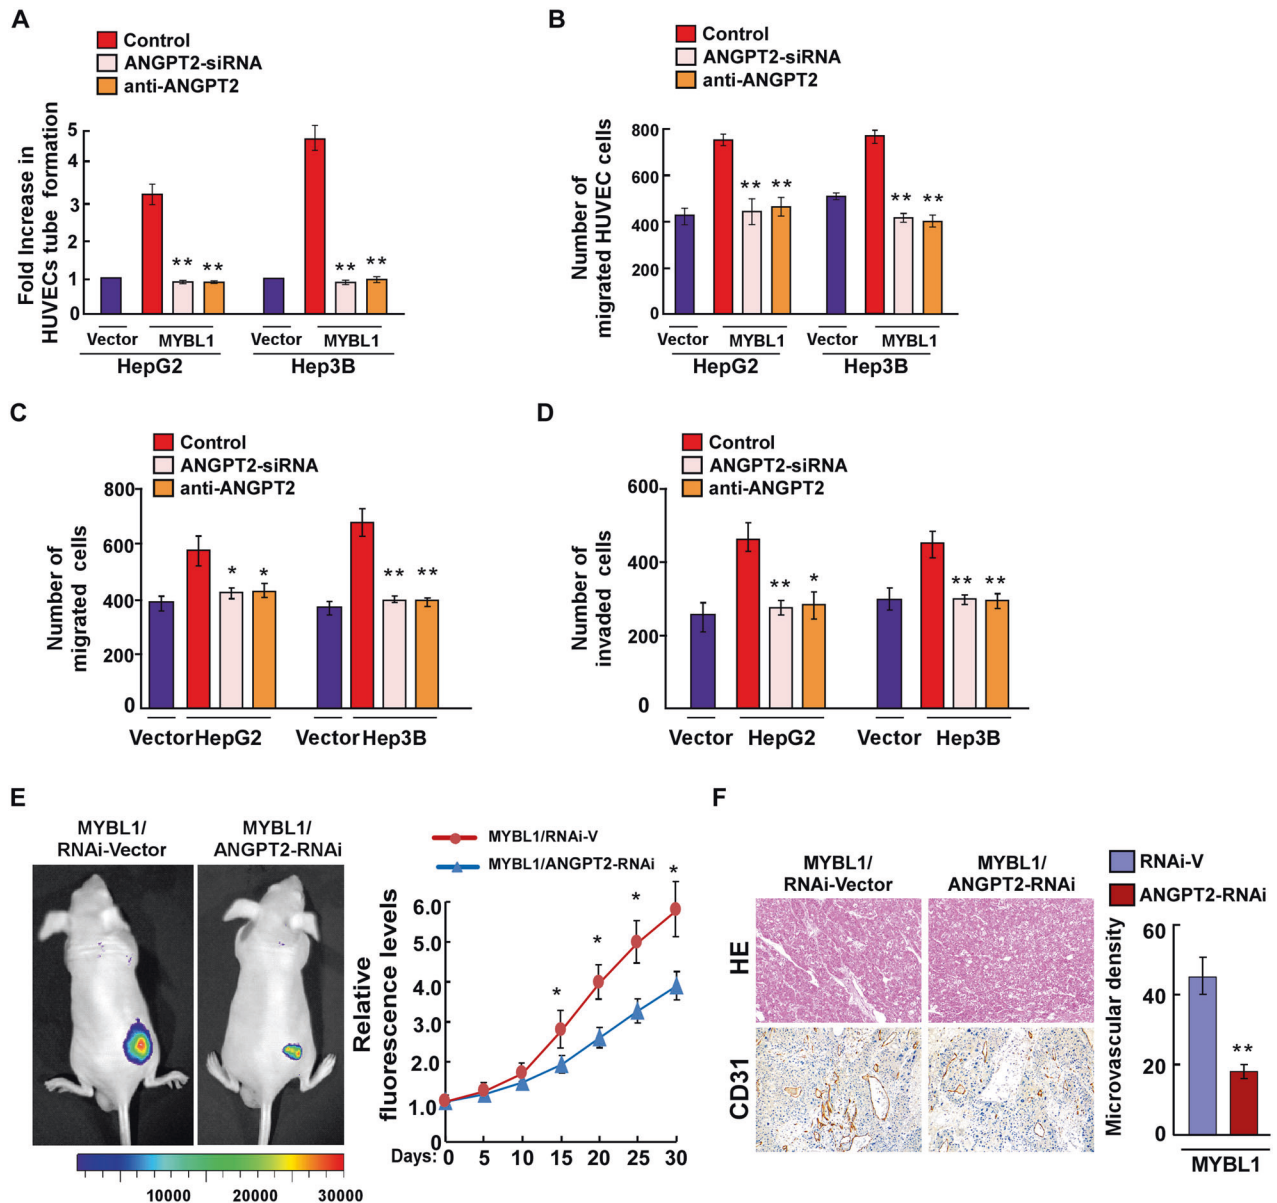 A
Control
ANGPT2-siRNA
anti-ANGPT2
Fold Increase in
HUVECs tube formation
5
4
3
2
1
0
** ** ** **
Vector MYBL1 Vector MYBL1
HepG2 Hep3B
B
Control
ANGPT2-siRNA
anti-ANGPT2
Number of
migrated HUVEC cells
800
600
400
200
0
** ** ** **
Vector MYBL1 Vector MYBL1
HepG2 Hep3B
C
Control
ANGPT2-siRNA
anti-ANGPT2
Number of
migrated cells
800
600
400
200
0
* * ** **
Vector HepG2 Vector Hep3B
D
Control
ANGPT2-siRNA
anti-ANGPT2
Number of
invaded cells
600
400
200
0
** * ** **
Vector HepG2 Vector Hep3B
E
MYBL1/
RNAi-Vector
MYBL1/
ANGPT2-RNAi
10000 20000 30000
MYBL1/RNAi-V
MYBL1/ANGPT2-RNAi
Relative
fluorescence levels
6.0
5.0
4.0
3.0
2.0
1.0
0
* * * *
Days: 0 5 10 15 20 25 30
F
MYBL1/
RNAi-Vector
MYBL1/
ANGPT2-RNAi
HE
CD31
RNAi-V
ANGPT2-RNAi
Microvascular density
60
40
20
0
**
MYBL1